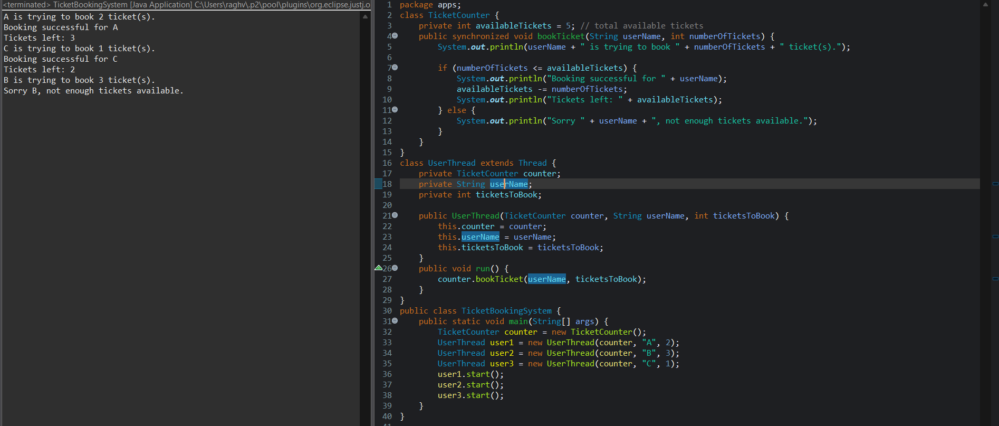 <terminated> TicketBookingSystem [Java Application] C:\Users\raghv\.p2\pool\plugins\org.eclipse.justj.o
A is trying to book 2 ticket(s).
Booking successful for A
Tickets left: 3
C is trying to book 1 ticket(s).
Booking successful for C
Tickets left: 2
B is trying to book 3 ticket(s).
Sorry B, not enough tickets available.
1 package apps;
2 class TicketCounter {
3     private int availableTickets = 5; // total available tickets
4     public synchronized void bookTicket(String userName, int numberOfTickets) {
5         System.out.println(userName + " is trying to book " + numberOfTickets + " ticket(s).");
6
7         if (numberOfTickets <= availableTickets) {
8             System.out.println("Booking successful for " + userName);
9             availableTickets -= numberOfTickets;
10             System.out.println("Tickets left: " + availableTickets);
11         } else {
12             System.out.println("Sorry " + userName + ", not enough tickets available.");
13         }
14     }
15 }
16 class UserThread extends Thread {
17     private TicketCounter counter;
18     private String userName;
19     private int ticketsToBook;
20
21     public UserThread(TicketCounter counter, String userName, int ticketsToBook) {
22         this.counter = counter;
23         this.userName = userName;
24         this.ticketsToBook = ticketsToBook;
25     }
26     public void run() {
27         counter.bookTicket(userName, ticketsToBook);
28     }
29 }
30 public class TicketBookingSystem {
31     public static void main(String[] args) {
32         TicketCounter counter = new TicketCounter();
33         UserThread user1 = new UserThread(counter, "A", 2);
34         UserThread user2 = new UserThread(counter, "B", 3);
35         UserThread user3 = new UserThread(counter, "C", 1);
36         user1.start();
37         user2.start();
38         user3.start();
39     }
40 }
41